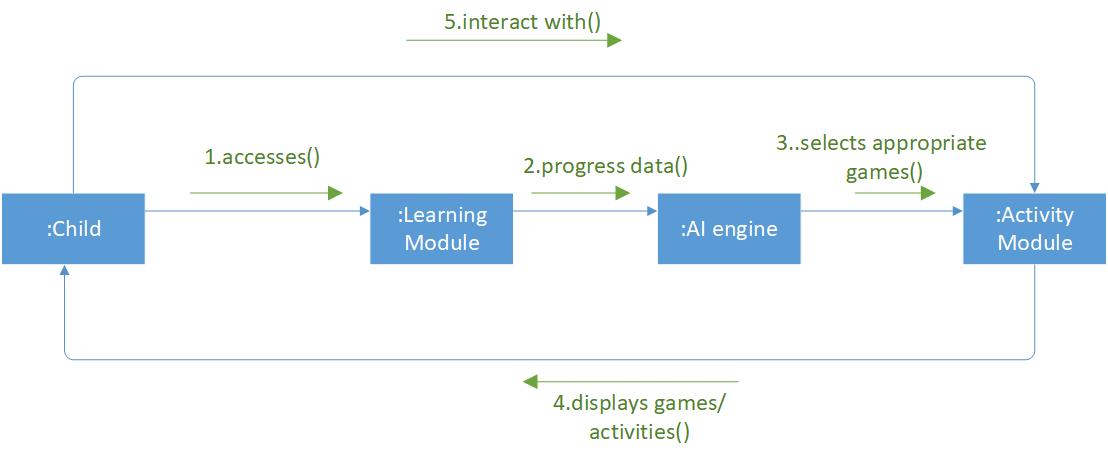 5.interact with()
1.accesses()
2.progress data()
3..selects appropriate
games()
:Child
:Learning
Module
:AI engine
:Activity
Module
4.displays games/
activities()